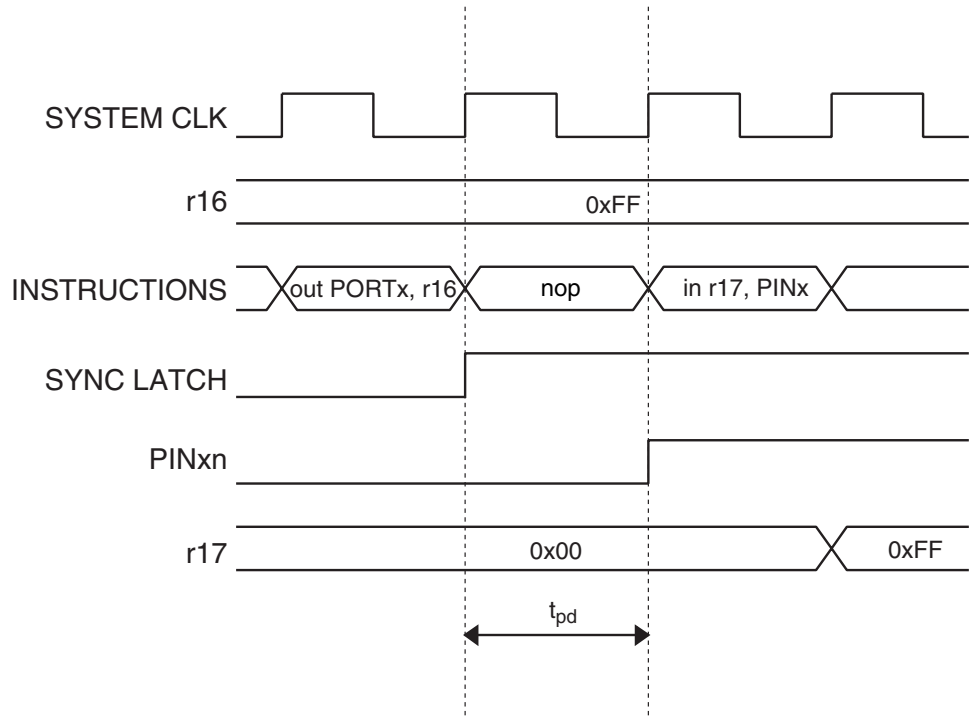 SYSTEM CLK
r16
0xFF
INSTRUCTIONS
out PORTx, r16
nop
in r17, PINx
SYNC LATCH
PINxn
r17
0x00
0xFF
tpd